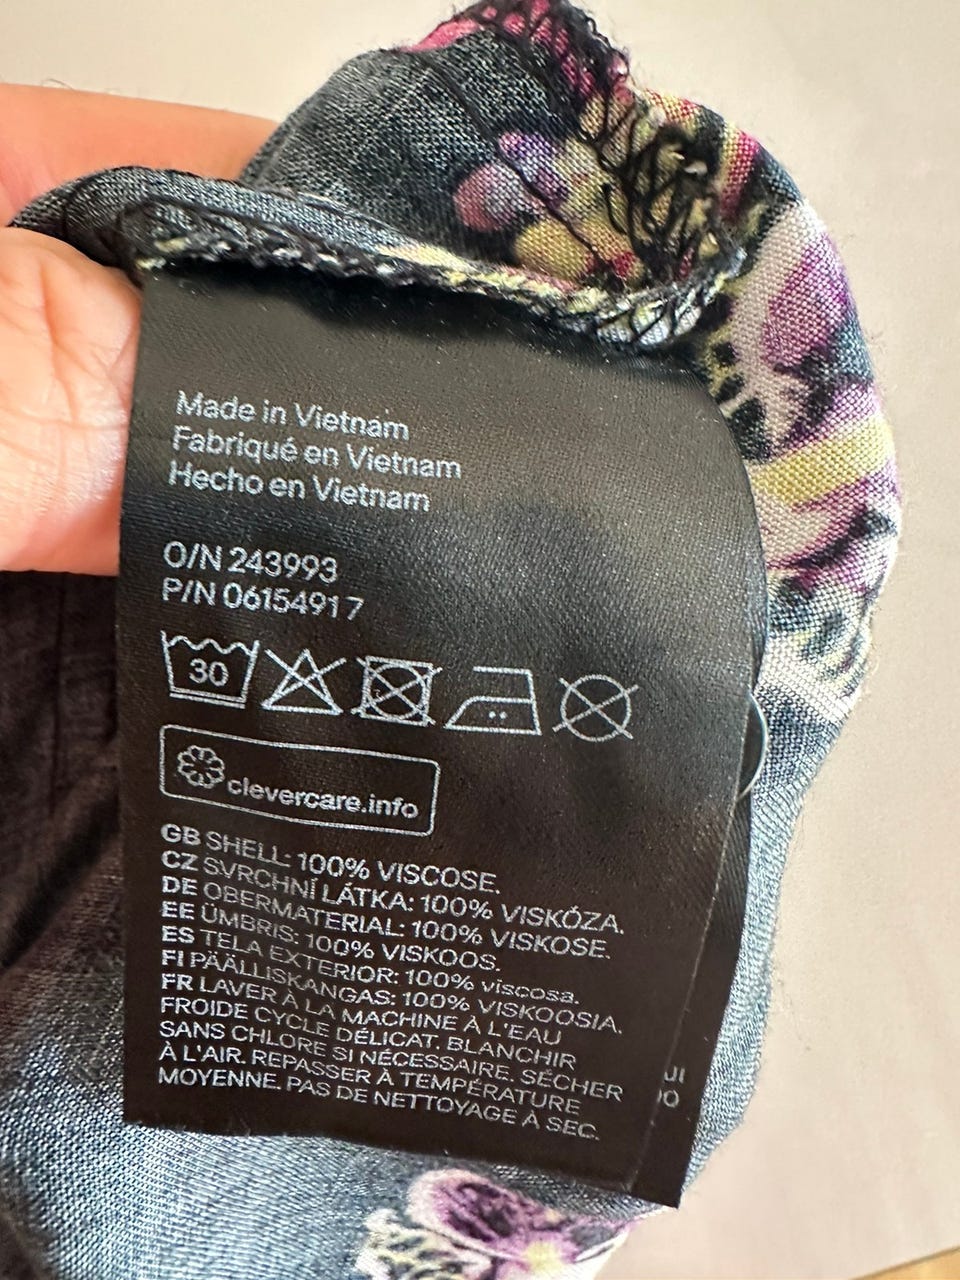 Made in Vietnam
Fabriqué en Vietnam
Hecho en Vietnam
O/N 243993
P/N 06154917
30
clevercare.info
GB SHELL: 100% VISCOSE.
CZ SVRCHNÍ LÁTKA: 100% VISKÓZA.
DE OBERMATERIAL: 100% VISKOSE.
EE ÜMBRIS: 100% VISKOOS.
ES TELA EXTERIOR: 100% viscosa.
FI PÄÄLLISKANGAS: 100% VISKOOSIA.
FR LAVER À LA MACHINE À L'EAU
FROIDE CYCLE DÉLICAT. BLANCHIR
SANS CHLORE SI NÉCESSAIRE. SÉCHER
À L'AIR. REPASSER À TEMPÉRATURE
MOYENNE. PAS DE NETTOYAGE À SEC.